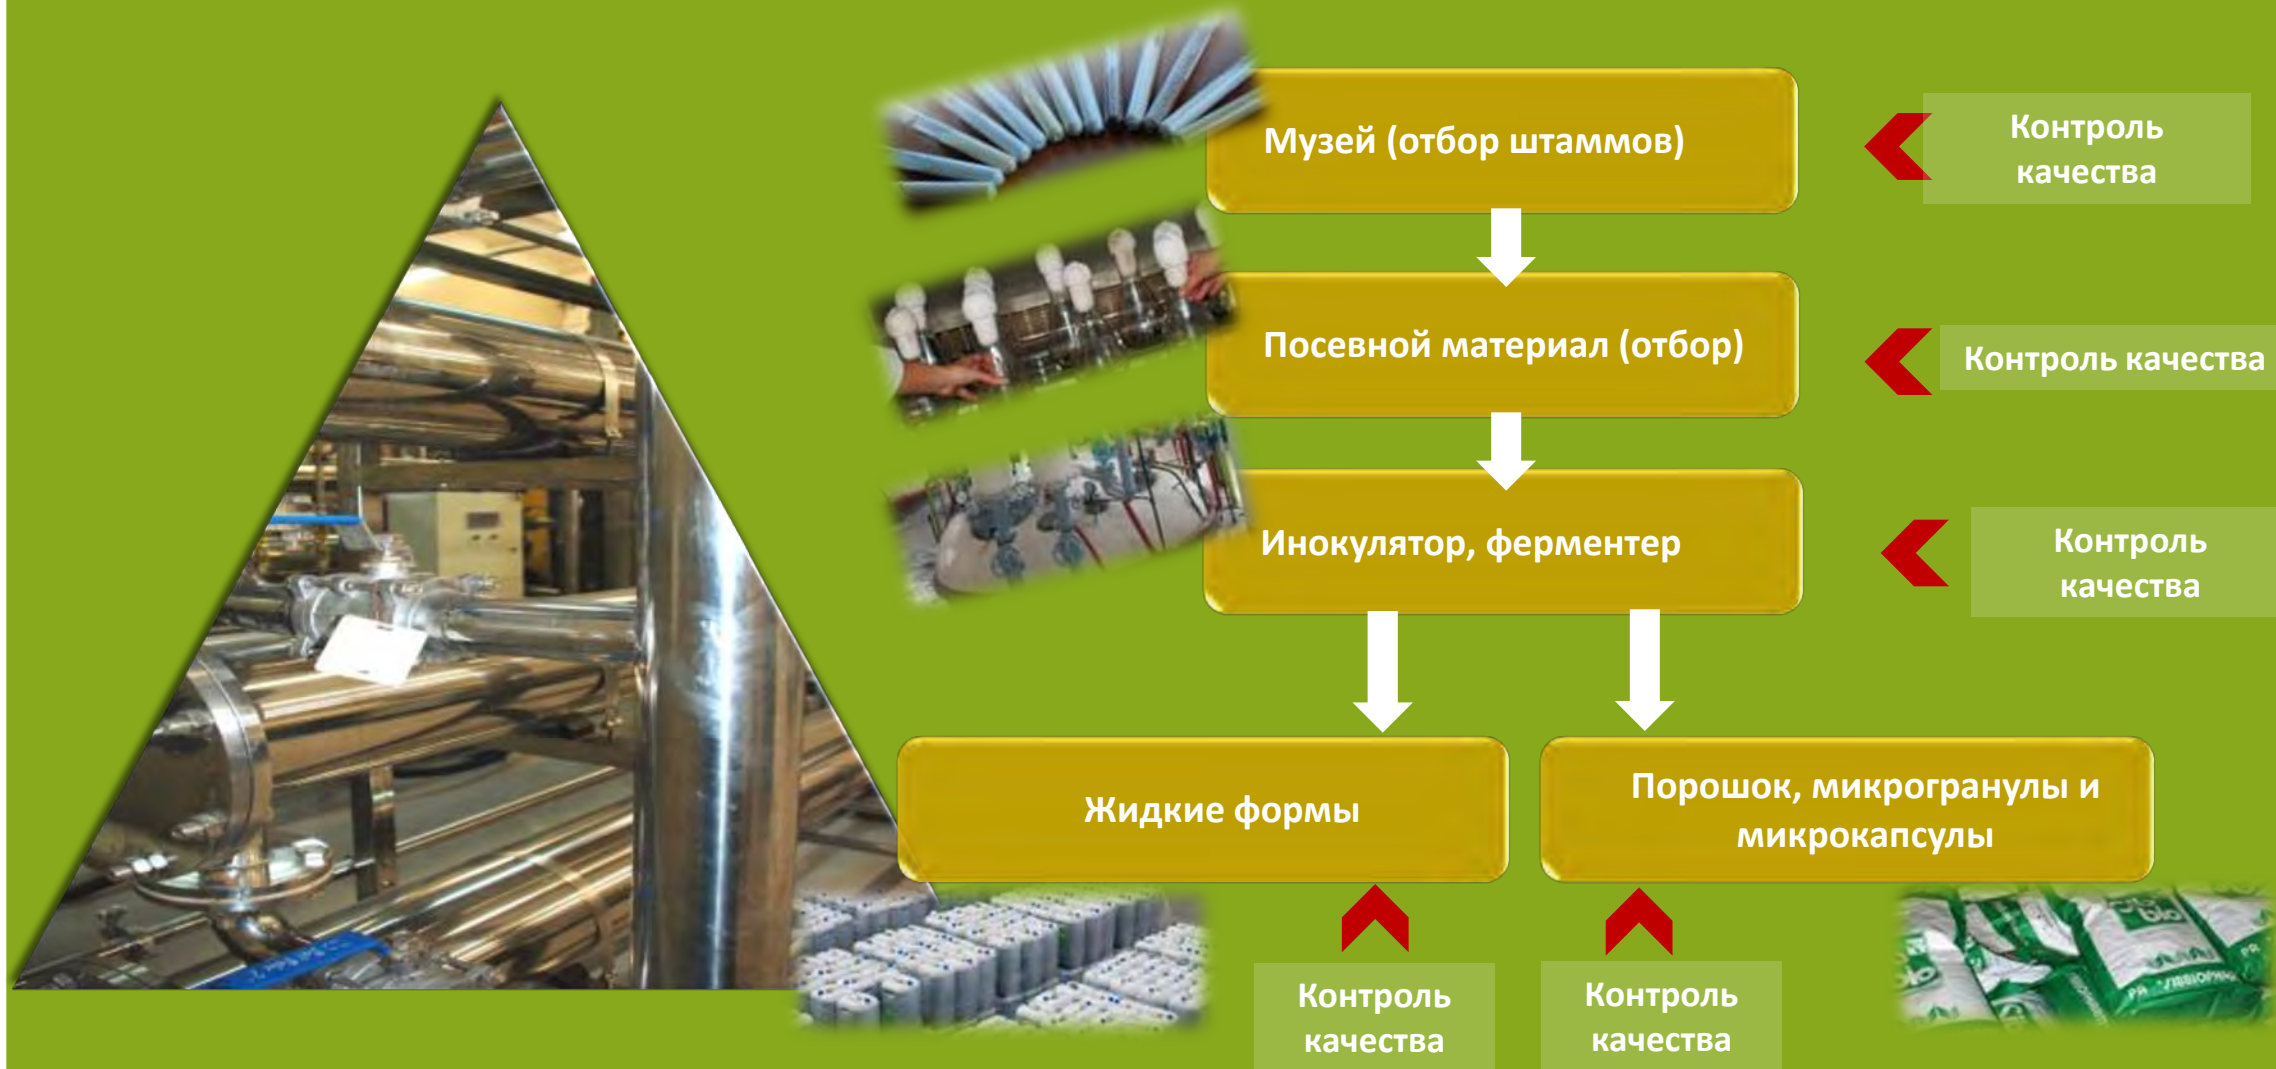 Музей (отбор штаммов)
Контроль
качества
Посевной материал (отбор)
Контроль качества
Инокулятор, ферментер
Контроль
качества
Жидкие формы
Порошок, микрогранулы и
микрокапсулы
Контроль
качества
Контроль
качества
bio